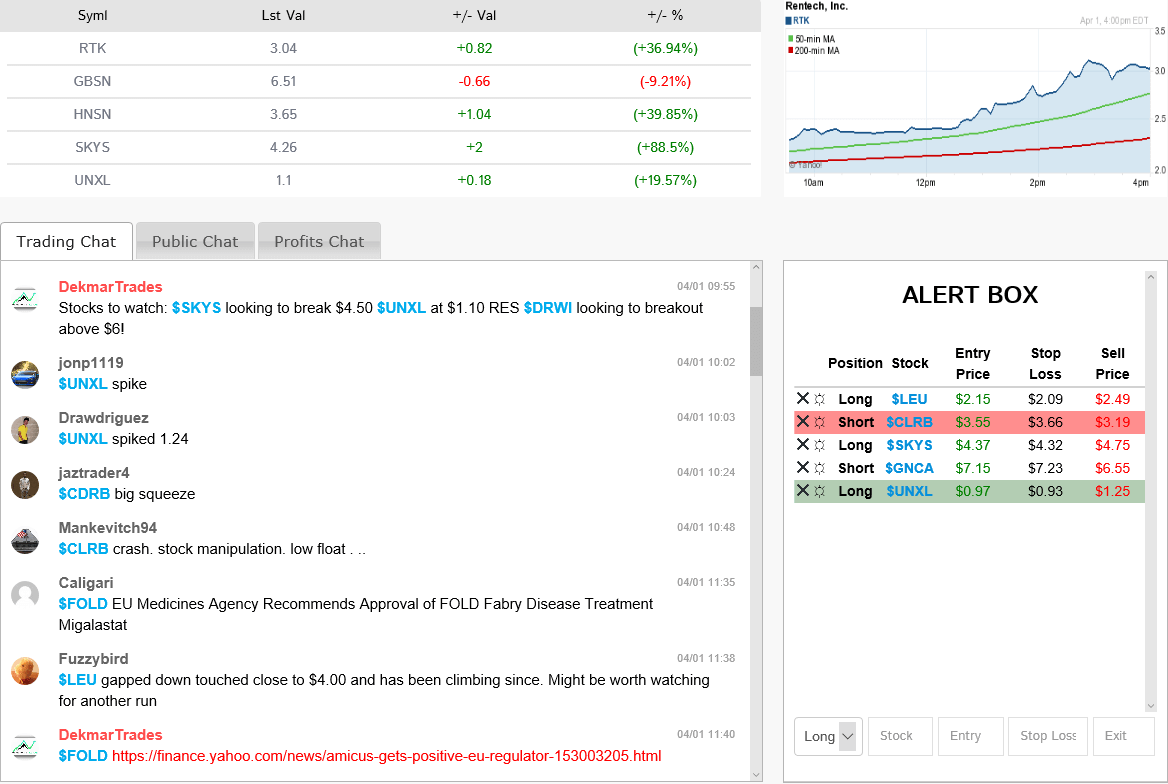 Syml Lst Val +/- Val +/- %
RTK 3.04 +0.82 (+36.94%)
GBSN 6.51 -0.66 (-9.21%)
HNSN 3.65 +1.04 (+39.85%)
SKYS 4.26 +2 (+88.5%)
UNXL 1.1 +0.18 (+19.57%)
Rentech, Inc.
RTK Apr 1, 4:00pm EDT
50-min MA
200-min MA
3.5
3.0
2.5
2.0
© Yahoo!
10am 12pm 2pm 4pm
Trading Chat Public Chat Profits Chat
DekmarTrades 04/01 09:55
Stocks to watch: $SKYS looking to break $4.50 $UNXL at $1.10 RES $DRWI looking to breakout
above $6!
jonp1119 04/01 10:02
$UNXL spike
Drawdriguez 04/01 10:03
$UNXL spiked 1.24
jaztrader4 04/01 10:24
$CDRB big squeeze
Mankevitch94 04/01 10:48
$CLRB crash. stock manipulation. low float . ..
Caligari 04/01 11:35
$FOLD EU Medicines Agency Recommends Approval of FOLD Fabry Disease Treatment
Migalastat
Fuzzybird 04/01 11:38
$LEU gapped down touched close to $4.00 and has been climbing since. Might be worth watching
for another run
DekmarTrades 04/01 11:40
$FOLD https://finance.yahoo.com/news/amicus-gets-positive-eu-regulator-153003205.html
ALERT BOX
Position Stock Entry Price Stop Loss Sell Price
Long $LEU $2.15 $2.09 $2.49
Short $CLRB $3.55 $3.66 $3.19
Long $SKYS $4.37 $4.32 $4.75
Short $GNCA $7.15 $7.23 $6.55
Long $UNXL $0.97 $0.93 $1.25
Long Stock Entry Stop Loss Exit